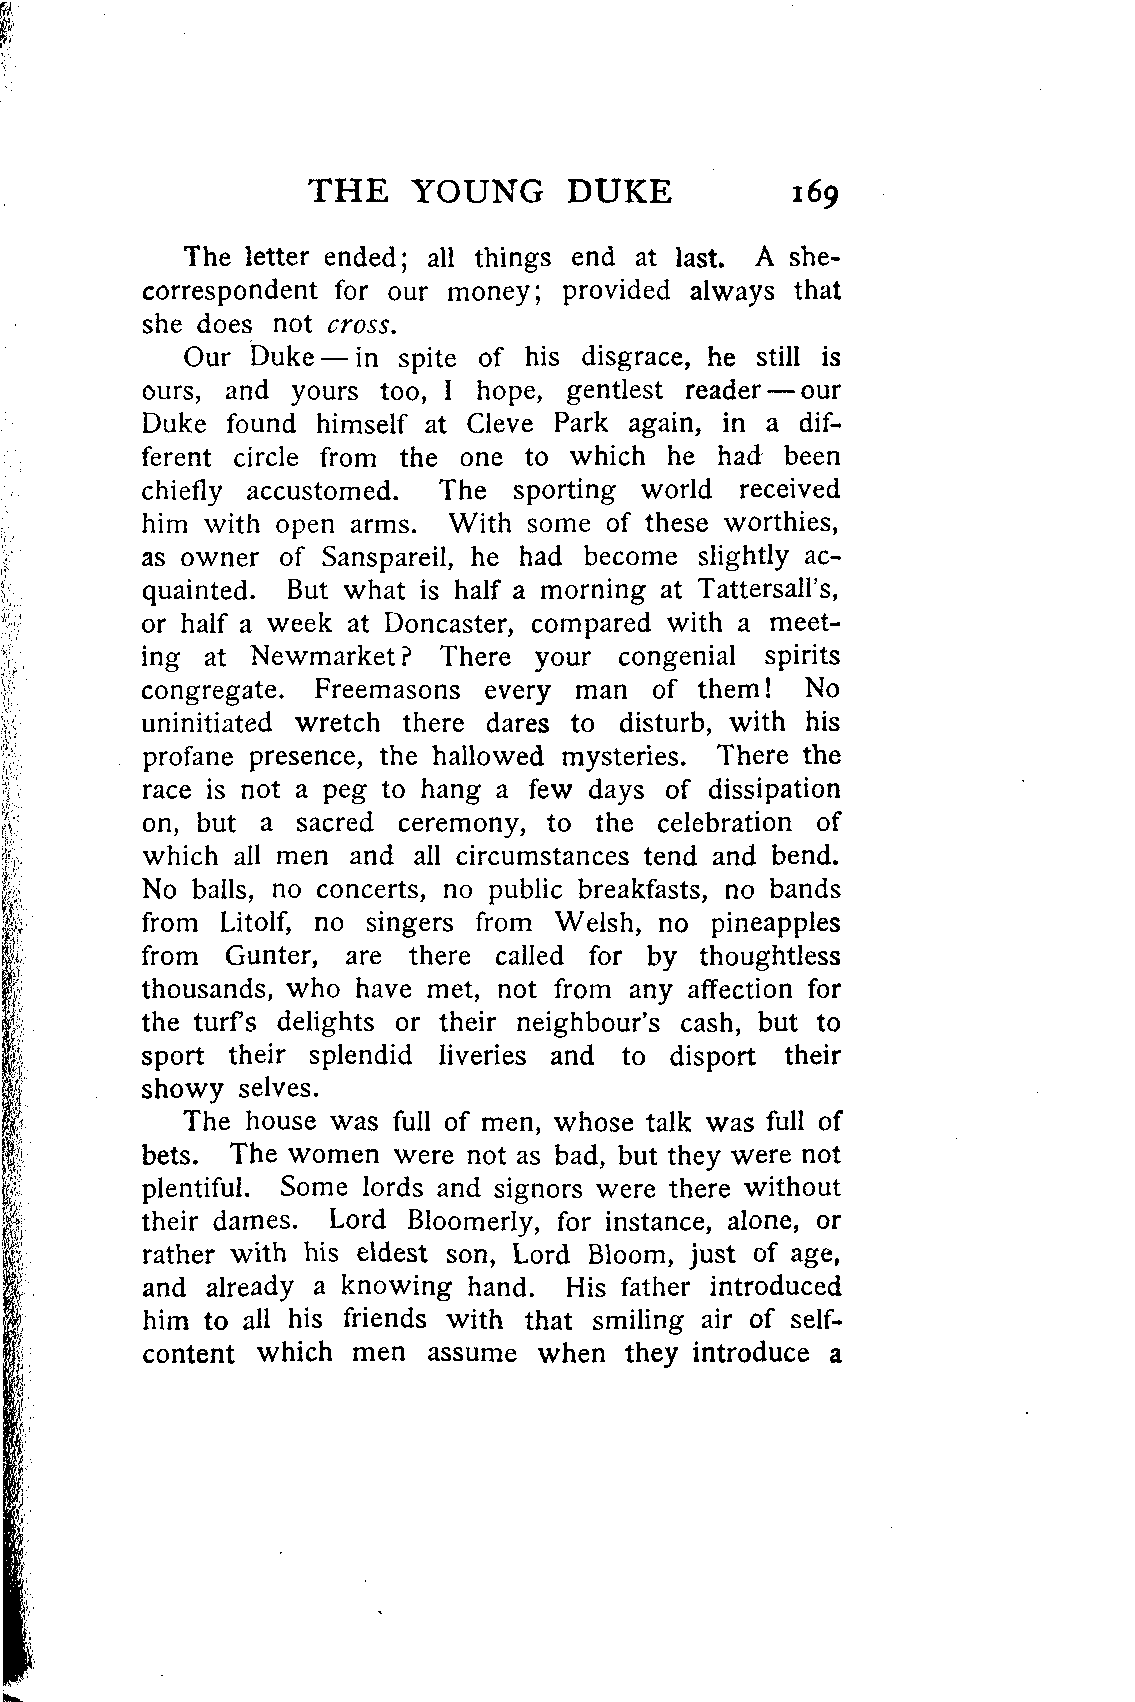 THE YOUNG DUKE 169
The letter ended; all things end at last. A she-
correspondent for our money; provided always that
she does not cross.
Our Duke — in spite of his disgrace, he still is
ours, and yours too, I hope, gentlest reader — our
Duke found himself at Cleve Park again, in a dif-
ferent circle from the one to which he had been
chiefly accustomed. The sporting world received
him with open arms. With some of these worthies,
as owner of Sanspareil, he had become slightly ac-
quainted. But what is half a morning at Tattersall's,
or half a week at Doncaster, compared with a meet-
ing at Newmarket? There your congenial spirits
congregate. Freemasons every man of them! No
uninitiated wretch there dares to disturb, with his
profane presence, the hallowed mysteries. There the
race is not a peg to hang a few days of dissipation
on, but a sacred ceremony, to the celebration of
which all men and all circumstances tend and bend.
No balls, no concerts, no public breakfasts, no bands
from Litolf, no singers from Welsh, no pineapples
from Gunter, are there called for by thoughtless
thousands, who have met, not from any affection for
the turf's delights or their neighbour's cash, but to
sport their splendid liveries and to disport their
showy selves.
The house was full of men, whose talk was full of
bets. The women were not as bad, but they were not
plentiful. Some lords and signors were there without
their dames. Lord Bloomerly, for instance, alone, or
rather with his eldest son, Lord Bloom, just of age,
and already a knowing hand. His father introduced
him to all his friends with that smiling air of self-
content which men assume when they introduce a